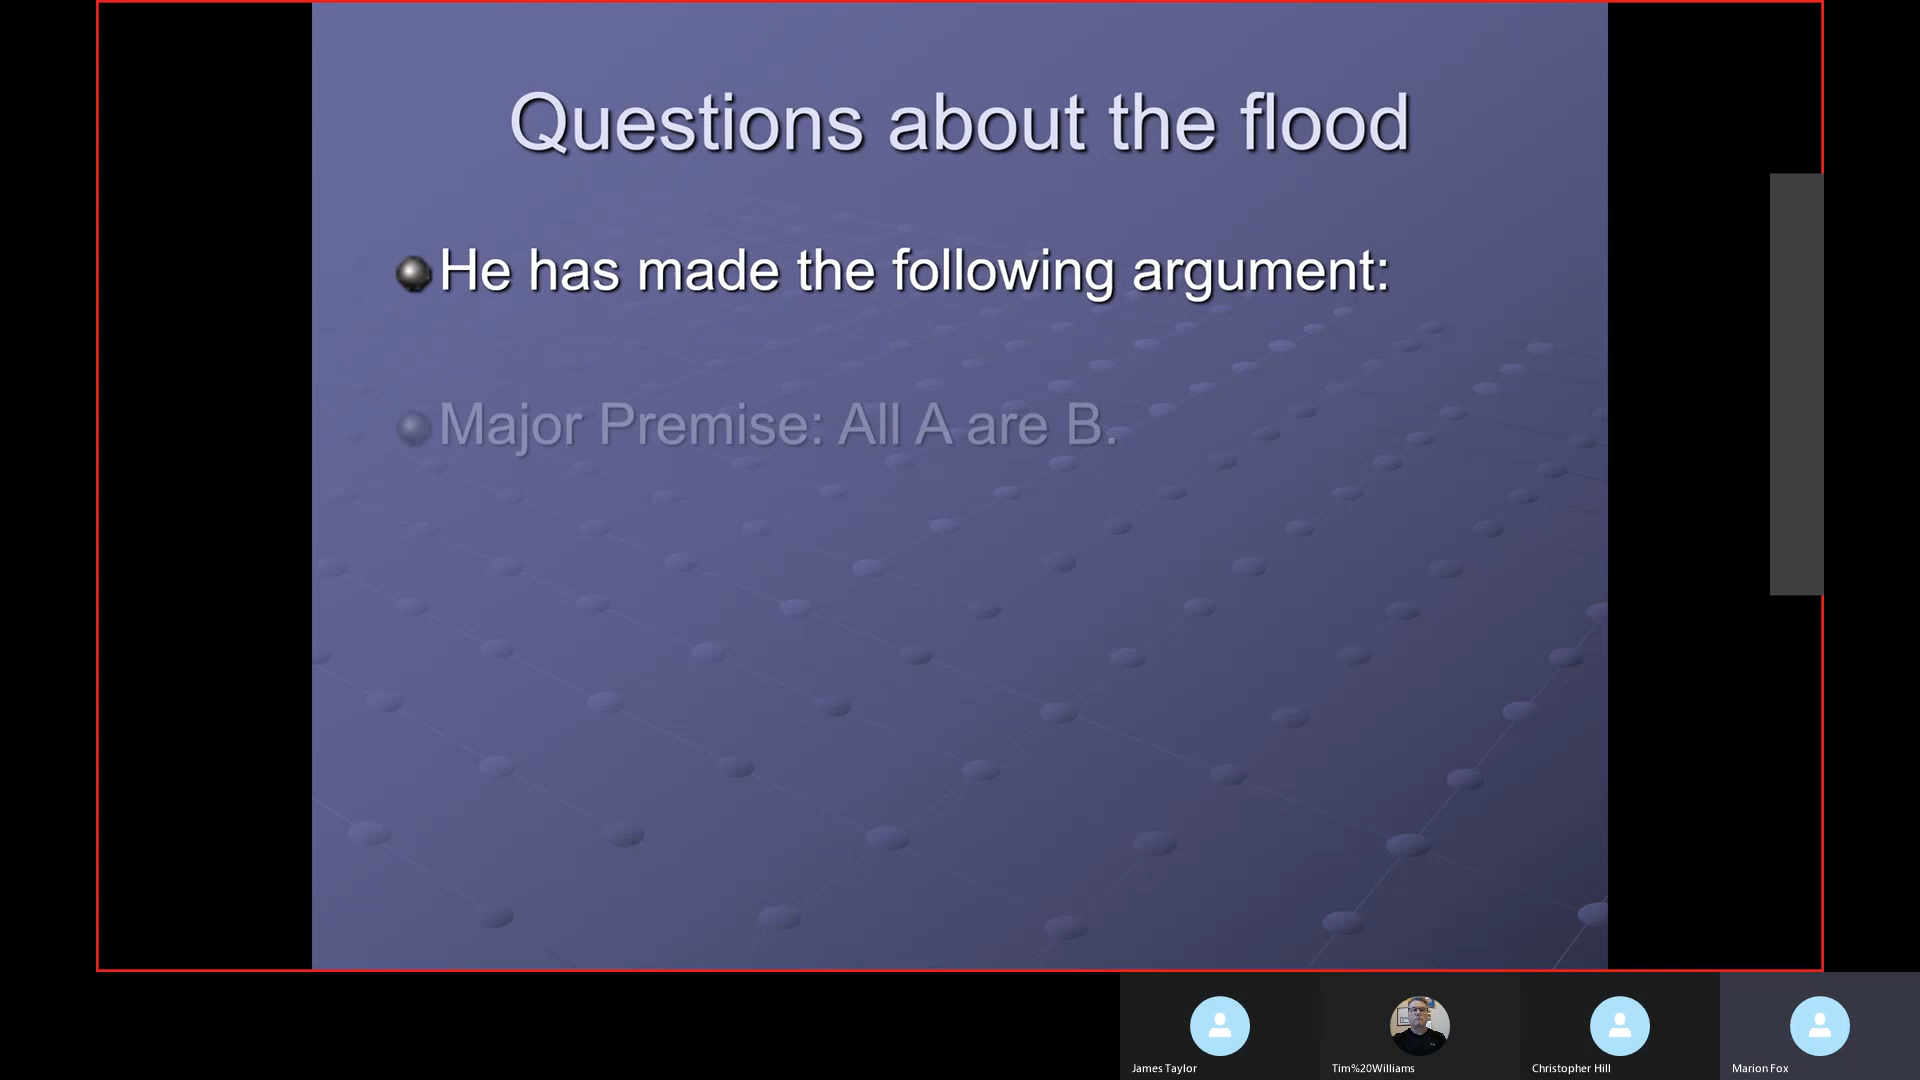 Questions about the flood
He has made the following argument:
Major Premise: All A are B.
James Taylor
Tim%20Williams
Christopher Hill
Marion Fox